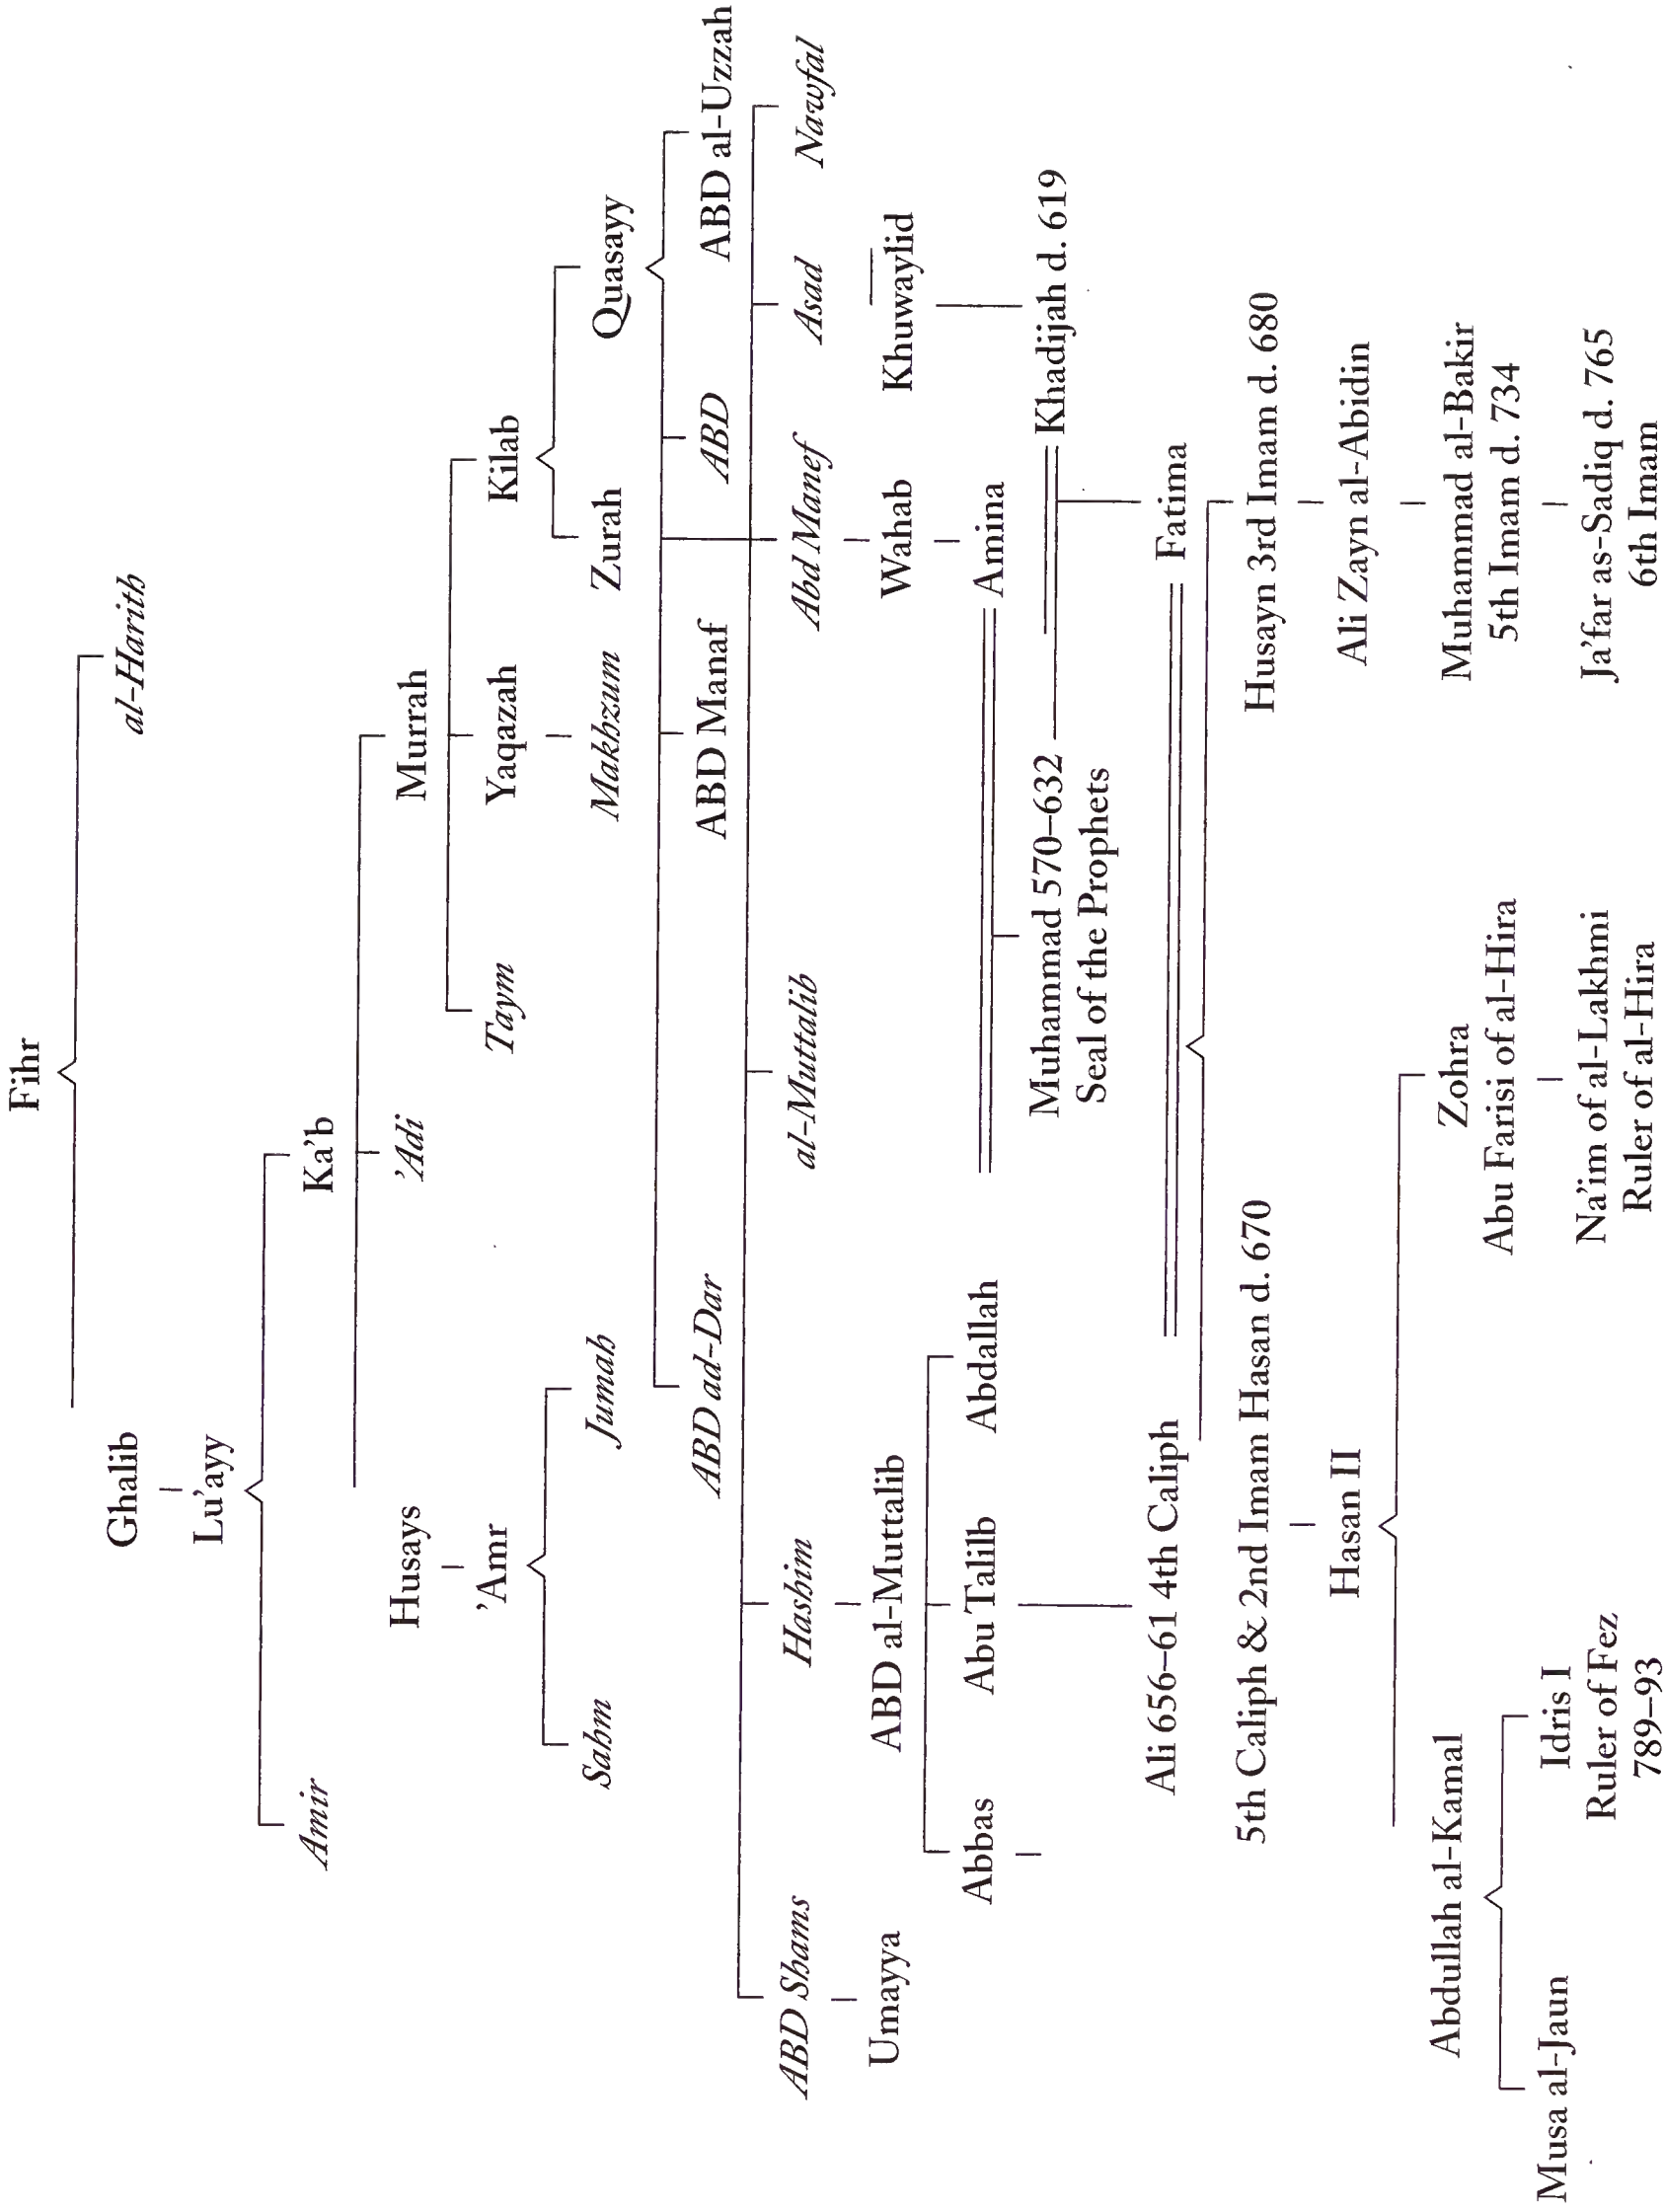 Fihr
Ghalib
al-Harith
Lu'ayy
Amir
Ka'b
Husays
'Adi
Murrah
'Amr
Taym
Yaqazah
Kilab
Sahm
Jumah
Makhzum
Zurah
Quasayy
ABD ad-Dar
ABD Manaf
ABD
ABD al-Uzzah
ABD Shams
Hashim
al-Muttalib
Abd Manef
Asad
Nawfal
Umayya
ABD al-Muttalib
Wahab
Khuwaylid
Abbas
Abu Talilb
Abdallah
Amina
Muhammad 570–632
Seal of the Prophets
Khadijah d. 619
Ali 656–61 4th Caliph
Fatima
5th Caliph & 2nd Imam Hasan d. 670
Husayn 3rd Imam d. 680
Hasan II
Ali Zayn al-Abidin
Abdullah al-Kamal
Zohra
Abu Farisi of al-Hira
Muhammad al-Bakir
5th Imam d. 734
Musa al-Jaun
Idris I
Ruler of Fez
789–93
Na'im of al-Lakhmi
Ruler of al-Hira
Ja'far as-Sadiq d. 765
6th Imam